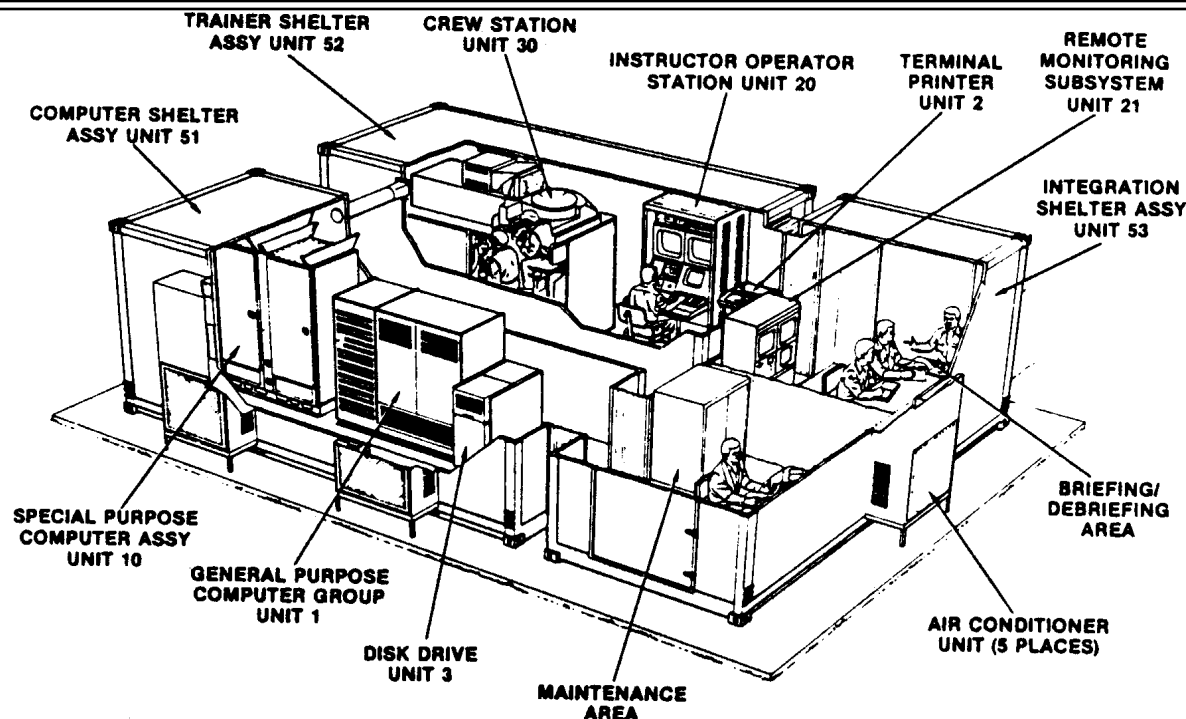 TRAINER SHELTER
ASSY UNIT 52
CREW STATION
UNIT 30
INSTRUCTOR OPERATOR
STATION UNIT 20
TERMINAL
PRINTER
UNIT 2
REMOTE
MONITORING
SUBSYSTEM
UNIT 21
COMPUTER SHELTER
ASSY UNIT 51
INTEGRATION
SHELTER ASSY
UNIT 53
SPECIAL PURPOSE
COMPUTER ASSY
UNIT 10
GENERAL PURPOSE
COMPUTER GROUP
UNIT 1
DISK DRIVE
UNIT 3
MAINTENANCE
AREA
BRIEFING/
DEBRIEFING
AREA
AIR CONDITIONER
UNIT (5 PLACES)